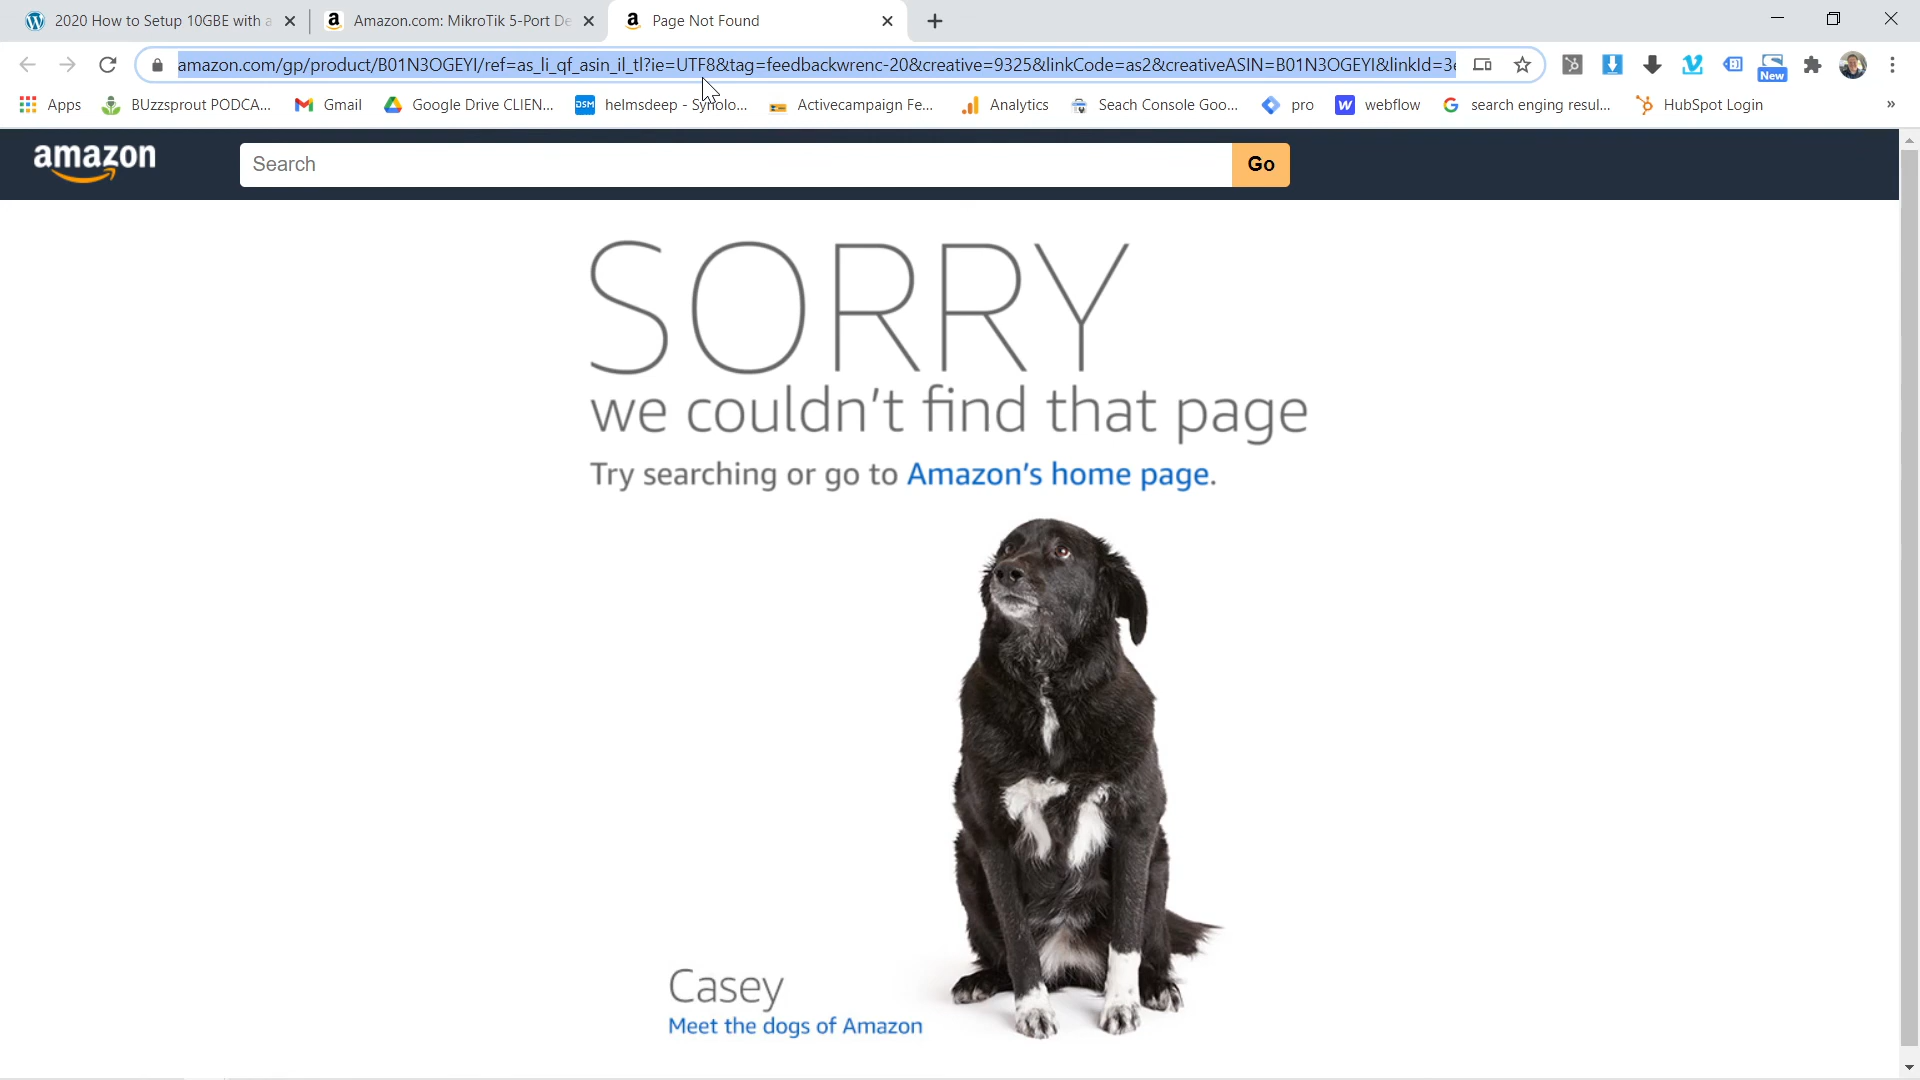 2020 How to Setup 10GBE with a
Amazon.com: MikroTik 5-Port De
Page Not Found
amazon.com/gp/product/B01N3OGEYI/ref=as_li_qf_asin_il_tl?ie=UTF8&tag=feedbackwrenc-20&creative=9325&linkCode=as2&creativeASIN=B01N3OGEYI&linkId=3e
New
Apps BUzzsprout PODCA... Gmail Google Drive CLIEN... DSM helmsdeep - Synolo... Activecampaign Fe... Analytics Seach Console Goo... pro webflow search enging resul... HubSpot Login »
amazon
Search
Go
SORRY
we couldn't find that page
Try searching or go to Amazon's home page.
Casey
Meet the dogs of Amazon